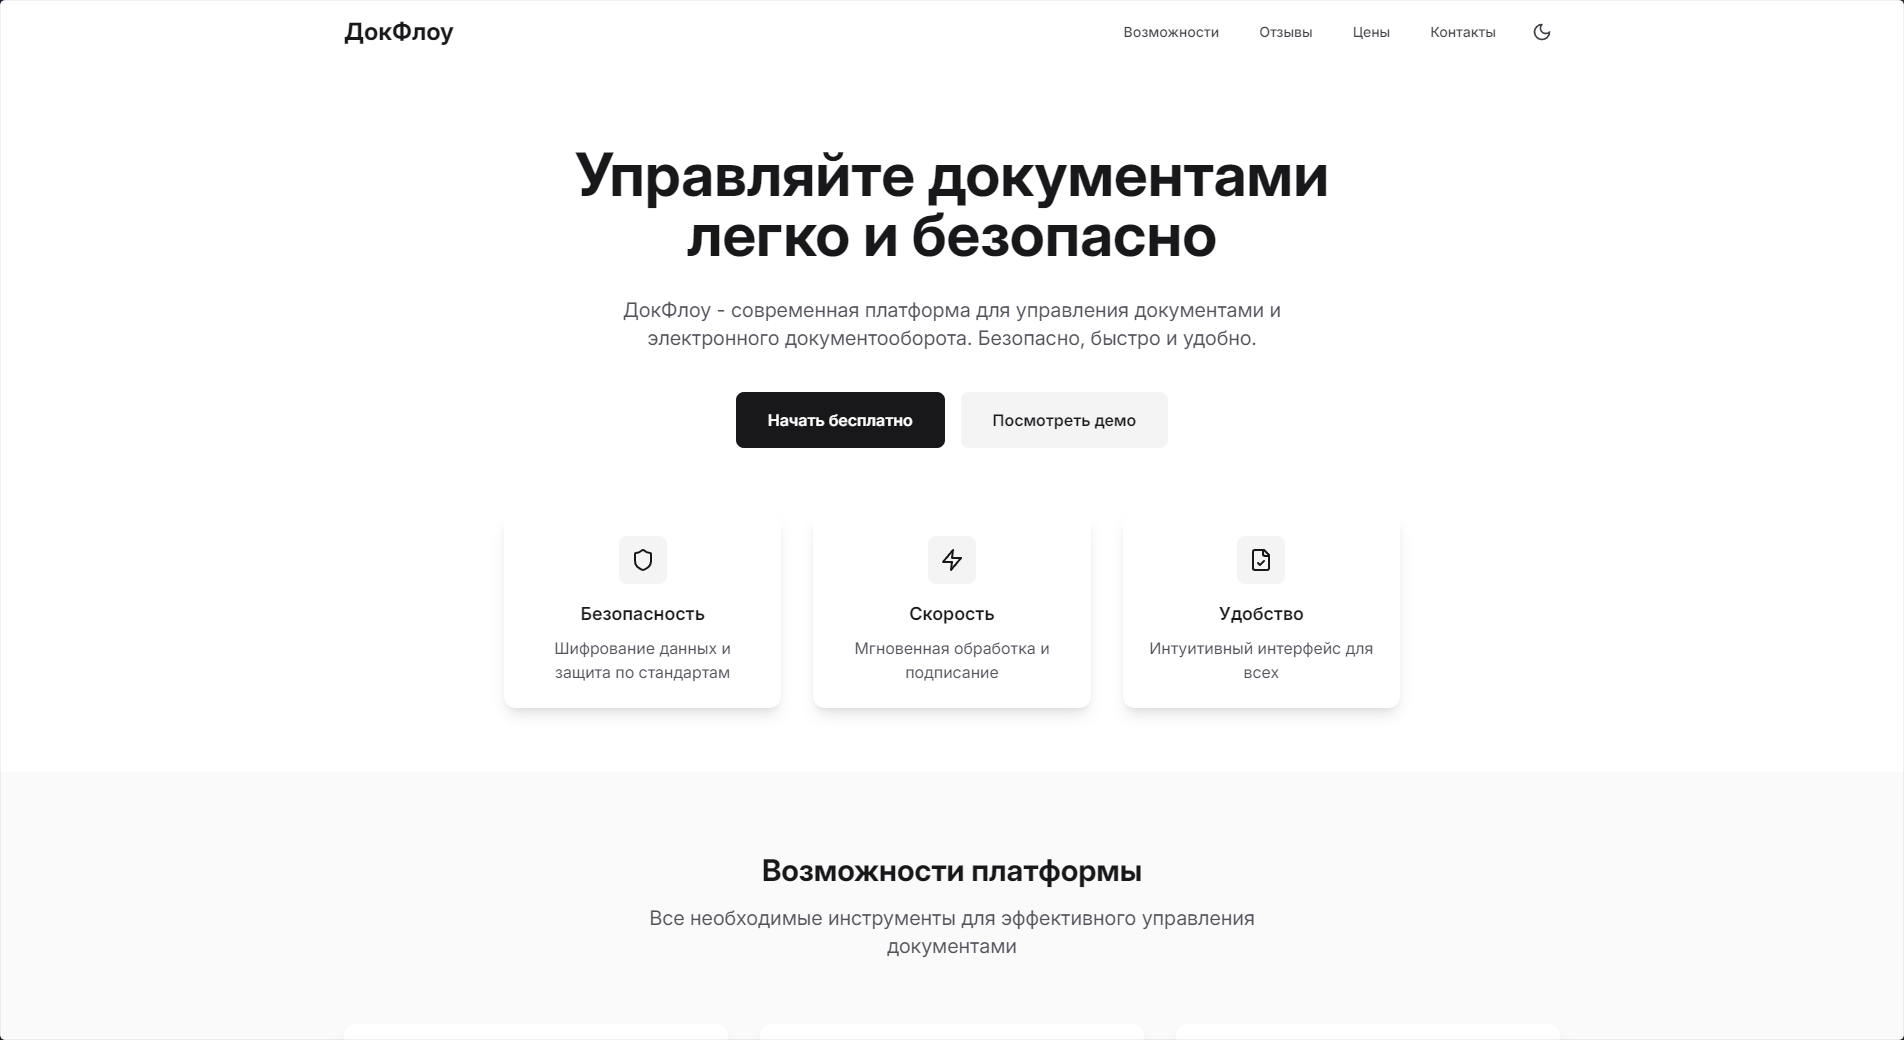 ДокФлоу
Возможности
Отзывы
Цены
Контакты
Управляйте документами
легко и безопасно
ДокФлоу - современная платформа для управления документами и
электронного документооборота. Безопасно, быстро и удобно.
Начать бесплатно
Посмотреть демо
Безопасность
Шифрование данных и
защита по стандартам
Скорость
Мгновенная обработка и
подписание
Удобство
Интуитивный интерфейс для
всех
Возможности платформы
Все необходимые инструменты для эффективного управления
документами